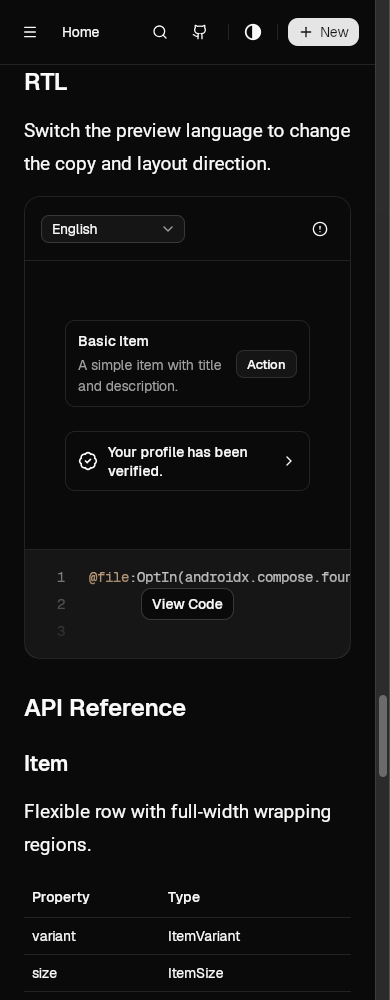 Home
New
RTL
Switch the preview language to change
the copy and layout direction.
English
Basic Item
A simple item with title
and description.
Action
Your profile has been
verified.
1 @file:OptIn(androidx.compose.four
2
View Code
3
API Reference
Item
Flexible row with full-width wrapping
regions.
Property Type
variant ItemVariant
size ItemSize